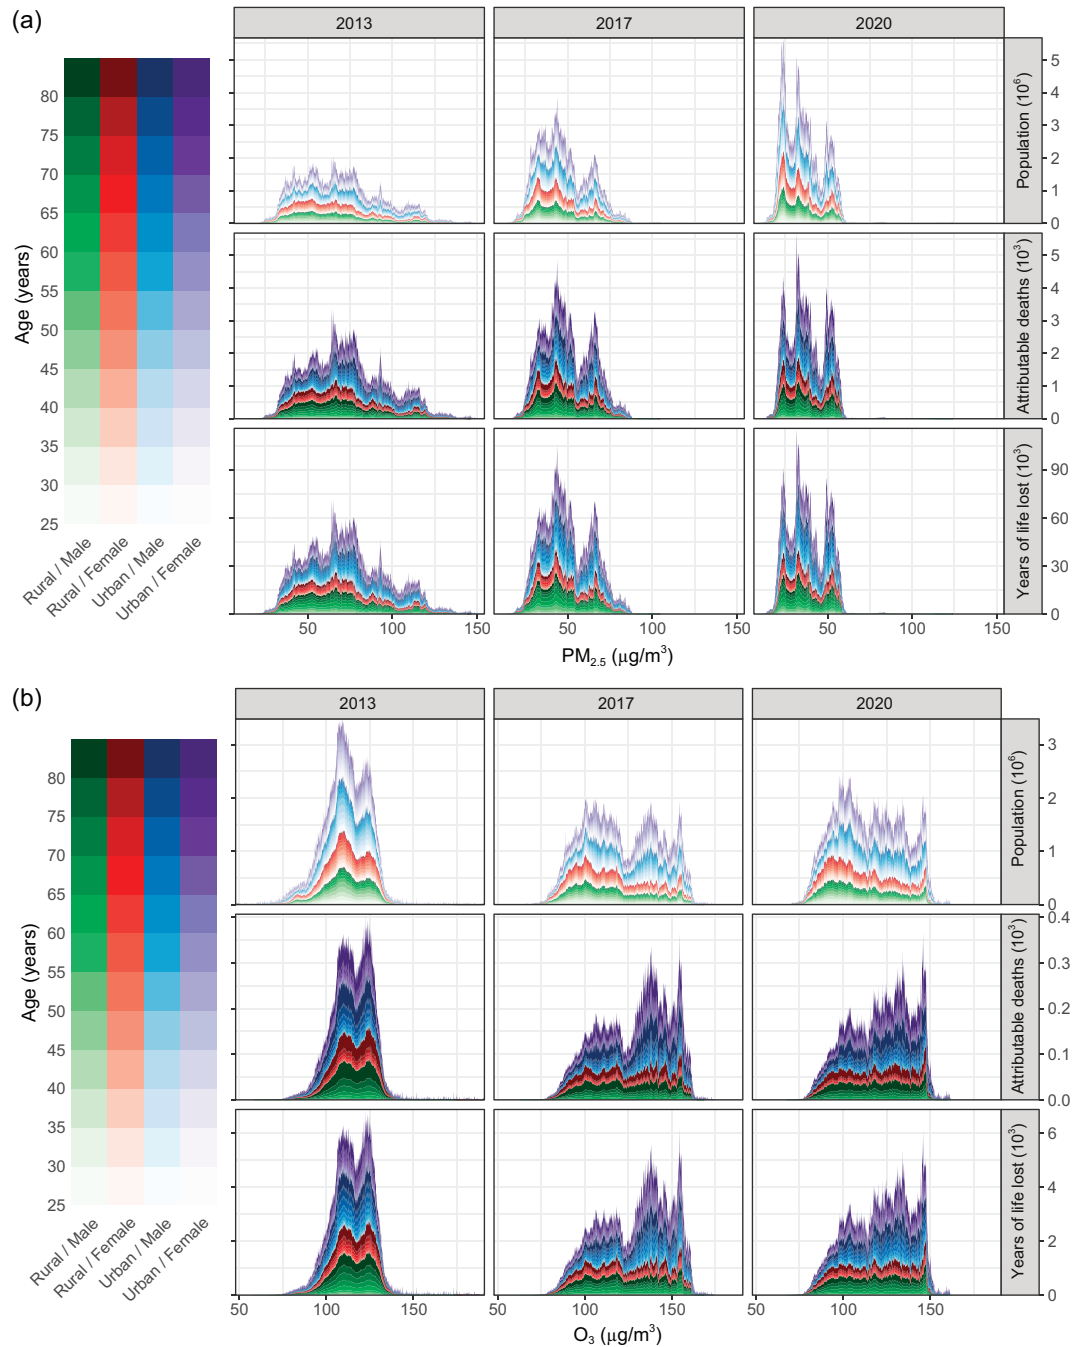 (a)
2013 2017 2020
80
75
70
65
60
55
50
45
40
35
30
25
Age (years)
Rural / Male
Rural / Female
Urban / Male
Urban / Female
5
4
3
2
1
0
Population (10⁶)
5
4
3
2
1
0
Attributable deaths (10³)
90
60
30
0
Years of life lost (10³)
50 100 150 50 100 150 50 100 150
PM₂.₅ (μg/m³)
(b)
2013 2017 2020
80
75
70
65
60
55
50
45
40
35
30
25
Age (years)
Rural / Male
Rural / Female
Urban / Male
Urban / Female
3
2
1
0
Population (10⁶)
0.4
0.3
0.2
0.1
0.0
Attributable deaths (10³)
6
4
2
0
Years of life lost (10³)
50 100 150 50 100 150 50 100 150
O₃ (μg/m³)